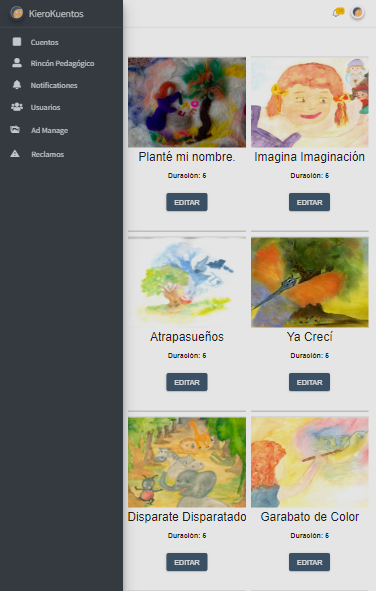 KieroKuentos
Cuentos
Rincón Pedagógico
Notificationes
Usuarios
Ad Manage
Reclamos
Planté mi nombre.
Duración: 5
EDITAR
Imagina Imaginación
Duración: 5
EDITAR
Atrapasueños
Duración: 5
EDITAR
Ya Crecí
Duración: 5
EDITAR
Disparate Disparatado
Duración: 5
EDITAR
Garabato de Color
Duración: 5
EDITAR